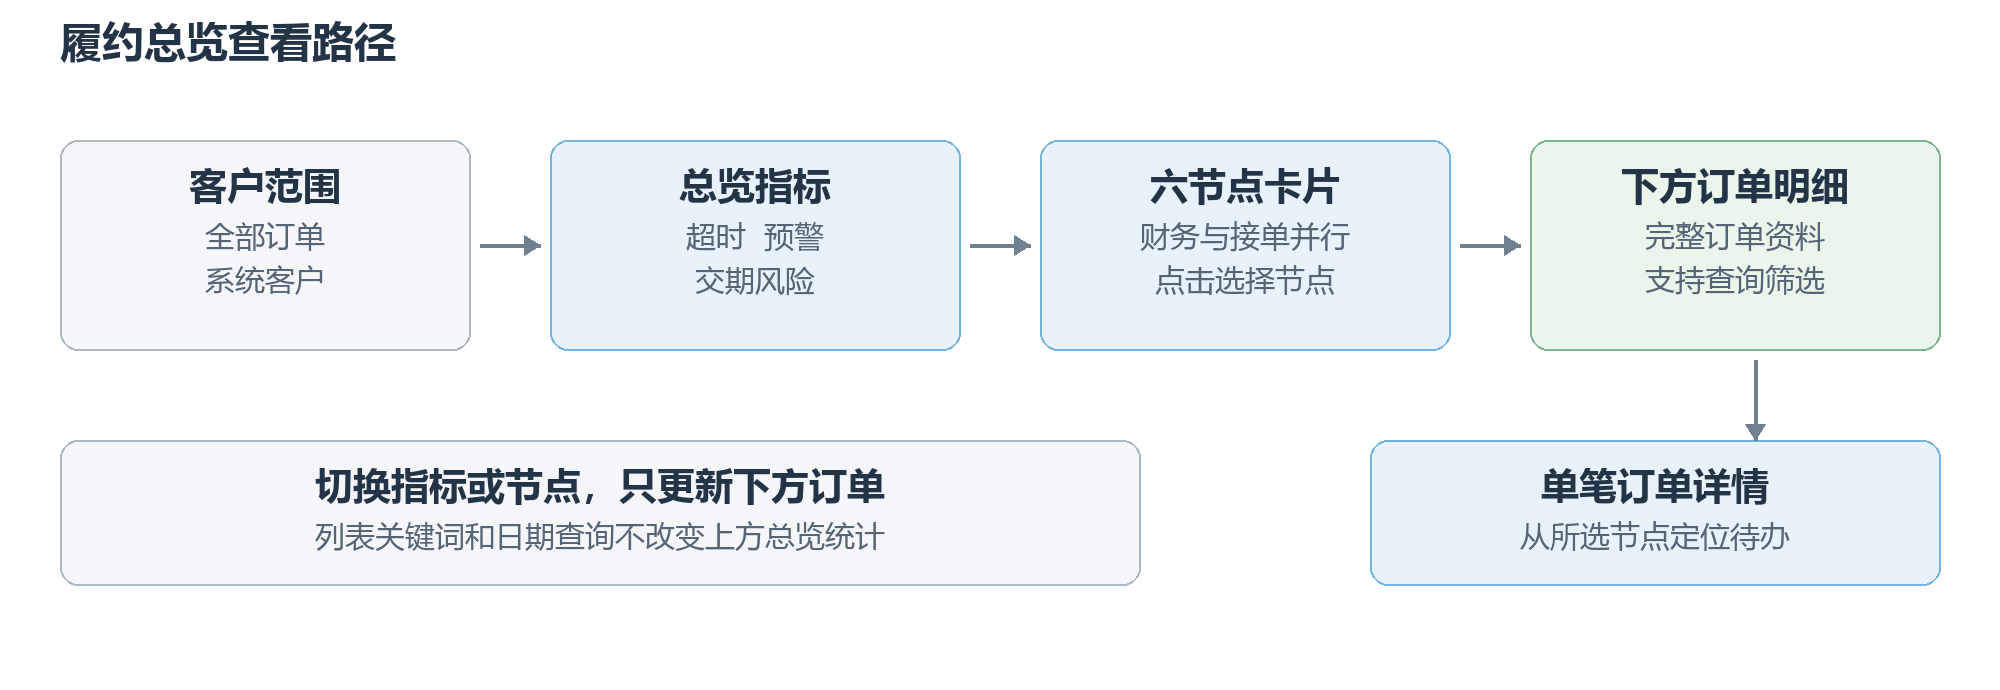 履约总览查看路径
客户范围
全部订单
系统客户
总览指标
超时 预警
交期风险
六节点卡片
财务与接单并行
点击选择节点
下方订单明细
完整订单资料
支持查询筛选
切换指标或节点，只更新下方订单
列表关键词和日期查询不改变上方总览统计
单笔订单详情
从所选节点定位待办